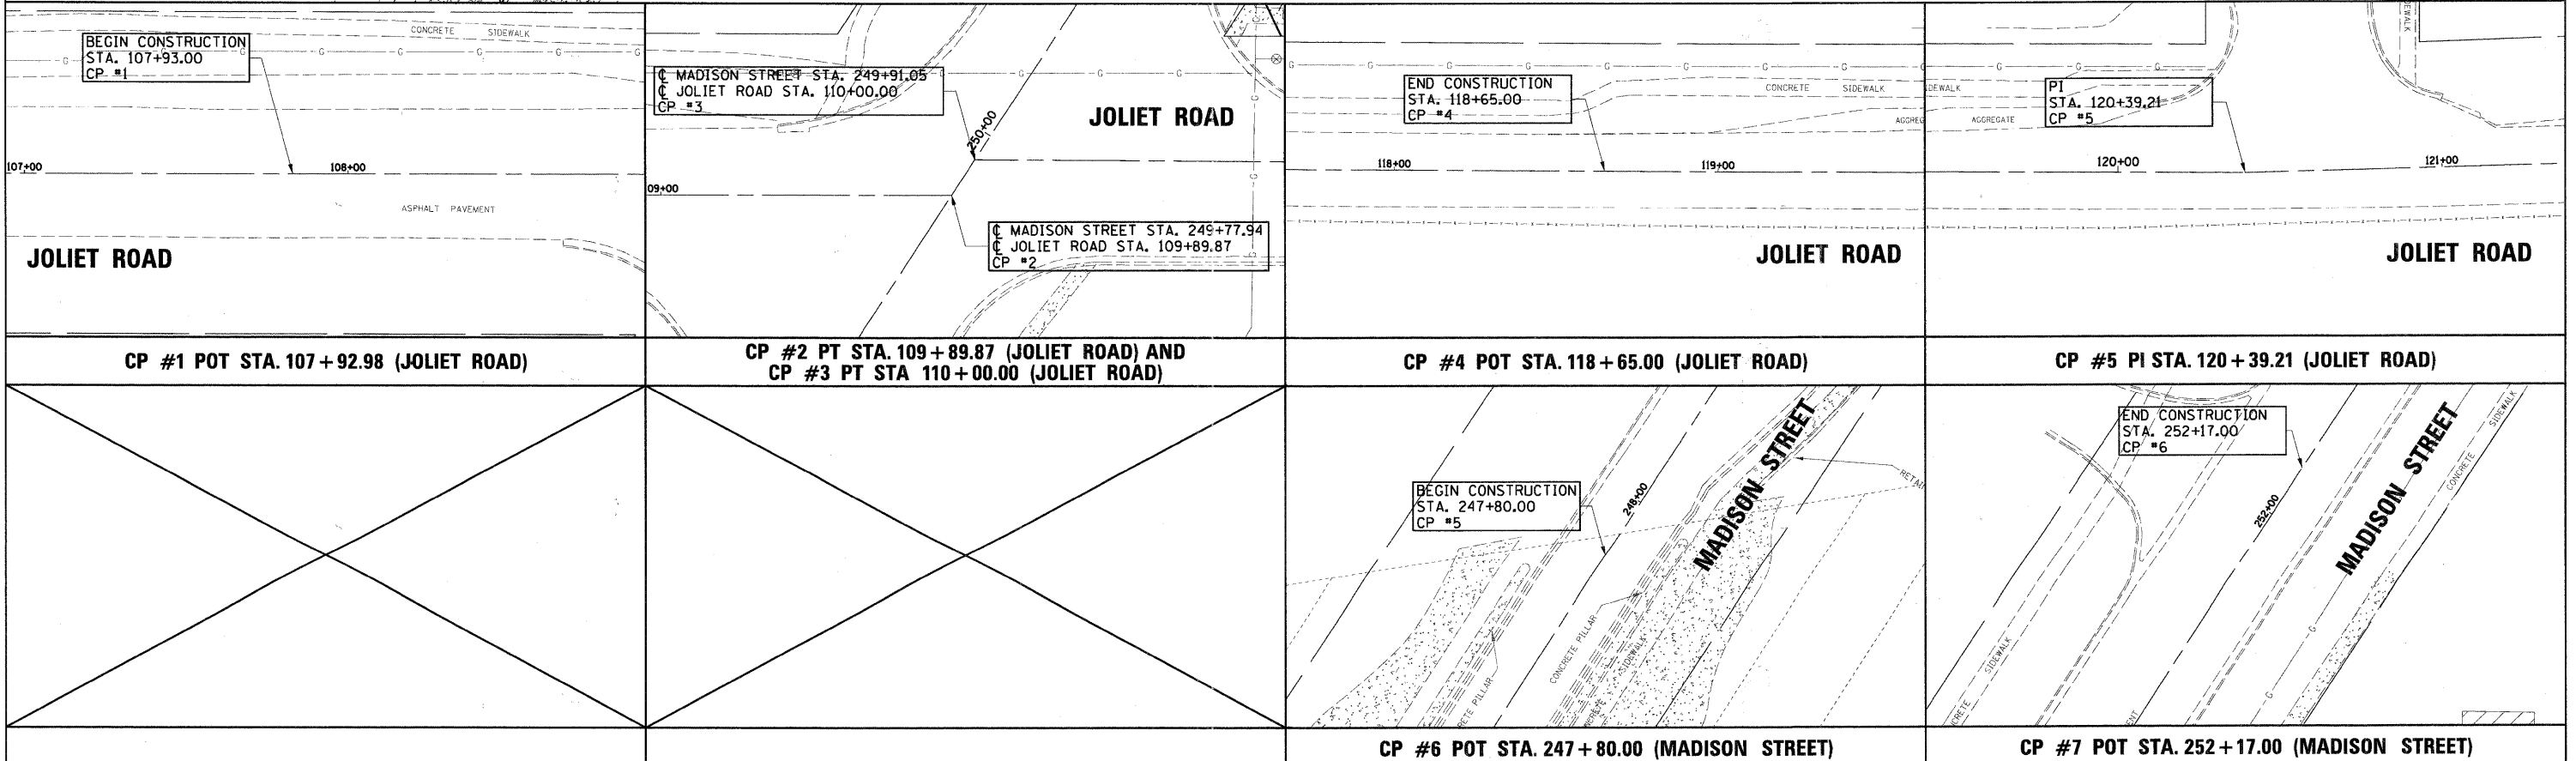 CONCRETE SIDEWALK
BEGIN CONSTRUCTION
STA. 107+93.00
CP #1
G G G G G G G
G
107+00
108+00
ASPHALT PAVEMENT
JOLIET ROAD
CP #1 POT STA. 107+92.98 (JOLIET ROAD)
℄ MADISON STREET STA. 249+91.05
℄ JOLIET ROAD STA. 110+00.00
CP #3
G G G
G
JOLIET ROAD
250+00
09+00
G
℄ MADISON STREET STA. 249+77.94
℄ JOLIET ROAD STA. 109+89.87
CP #2
CP #2 PT STA. 109+89.87 (JOLIET ROAD) AND
CP #3 PT STA 110+00.00 (JOLIET ROAD)
G G G G G G G G
END CONSTRUCTION
STA. 118+65.00
CP #4
CONCRETE SIDEWALK
AGGREG
118+00
119+00
JOLIET ROAD
CP #4 POT STA. 118+65.00 (JOLIET ROAD)
EWALK
G G G
PI
STA. 120+39.21
CP #5
DEWALK
AGGREGATE
120+00
121+00
JOLIET ROAD
CP #5 PI STA. 120+39.21 (JOLIET ROAD)
MADISON STREET
BEGIN CONSTRUCTION
STA. 247+80.00
CP #5
248+00
RETAI
CONCRETE PILLAR
SIDEWALK
RETE PILLAR
NCRETE
CP #6 POT STA. 247+80.00 (MADISON STREET)
END CONSTRUCTION
STA. 252+17.00
CP #6
252+00
MADISON STREET
CONCRETE
SIDEWALK
G
G
SIDEWALK
CRETE
ENT
CP #7 POT STA. 252+17.00 (MADISON STREET)